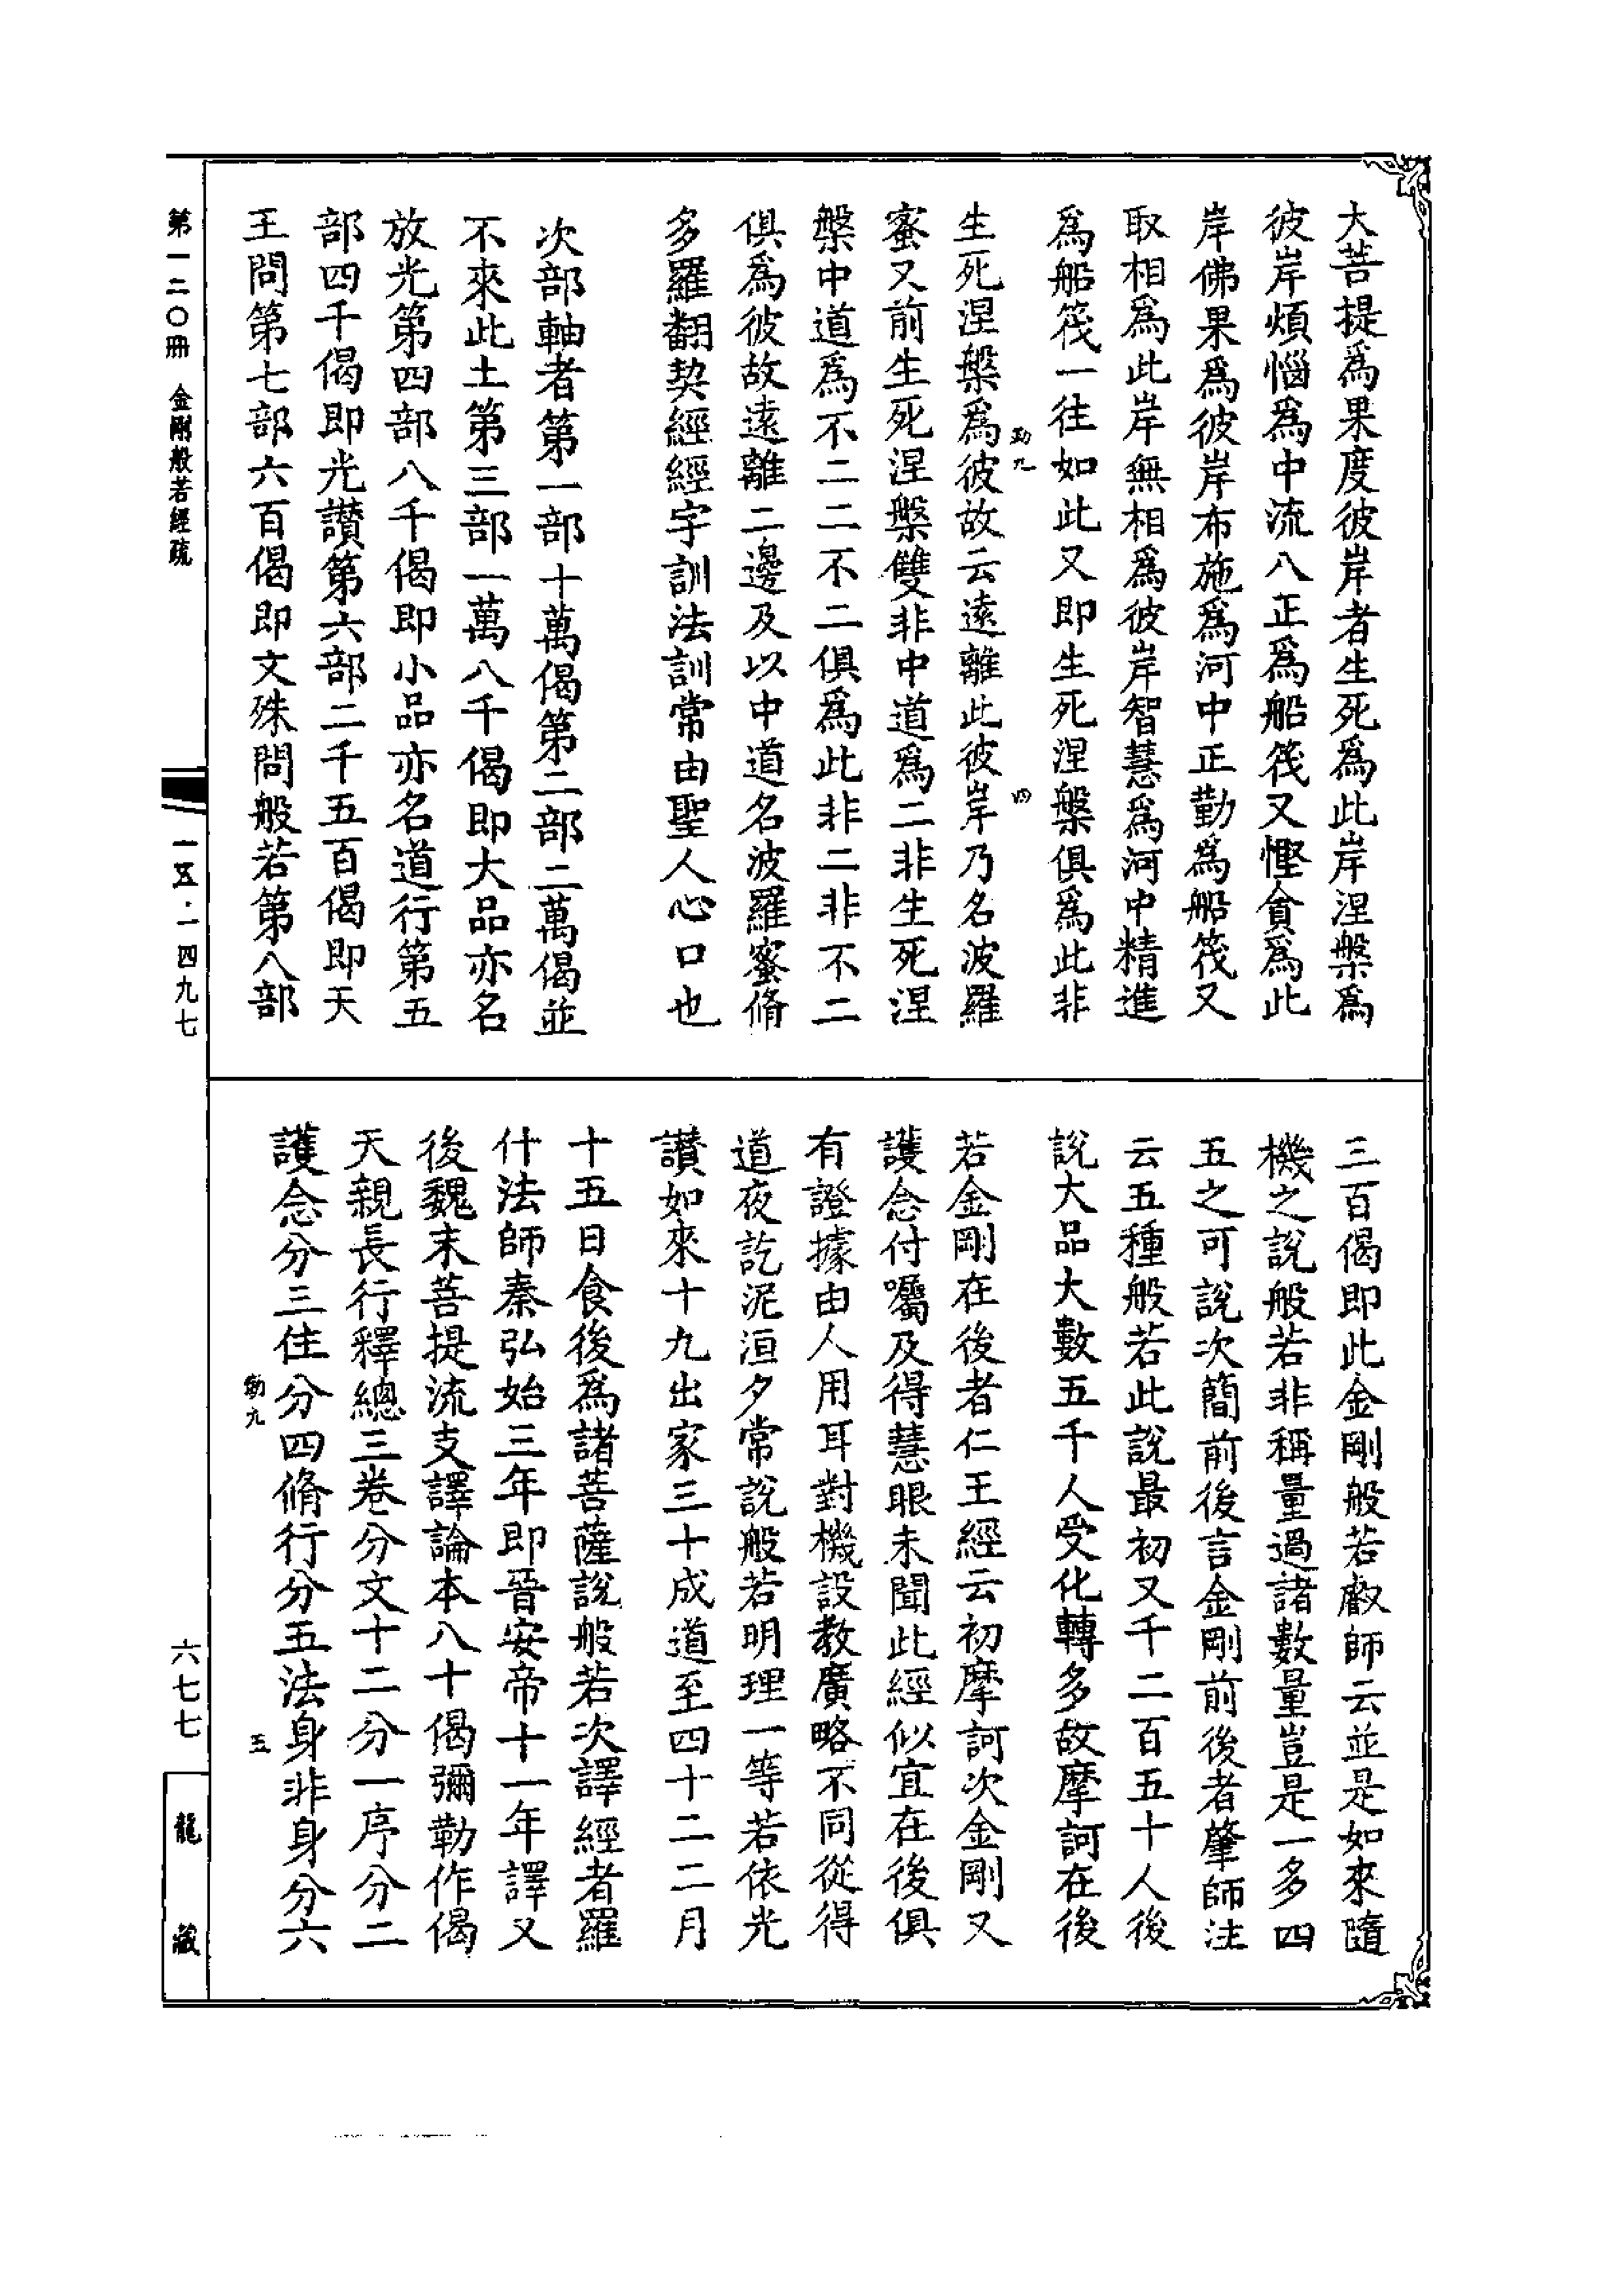 大菩提爲果度彼岸者生死爲此岸涅槃爲
彼岸煩惱爲中流八正爲船筏又慳貪爲此
岸佛果爲彼岸布施爲河中正勤爲船筏又
取相爲此岸無相爲彼岸智慧爲河中精進
爲船筏一往如此又即生死涅槃俱爲此非
勤九
四
生死涅槃爲彼故云遠離此彼岸乃名波羅
蜜又前生死涅槃雙非中道爲二非生死涅
槃中道爲不二二不二俱爲此非二非不二
俱爲彼故遠離二邊及以中道名波羅蜜脩
多羅翻契經經字訓法訓常由聖人心口也
次部軸者第一部十萬偈第二部二萬偈並
不來此土第三部一萬八千偈即大品亦名
放光第四部八千偈即小品亦名道行第五
部四千偈即光讚第六部二千五百偈即天
王問第七部六百偈即文殊問般若第八部
三百偈即此金剛般若叡師云並是如來隨
機之說般若非稱量過諸數量豈是一多四
五之可說次簡前後言金剛前後者肇師注
云五種般若此說最初又千二百五十人後
說大品大數五千人受化轉多故摩訶在後
若金剛在後者仁王經云初摩訶次金剛又
護念付囑及得慧眼未聞此經似宜在後俱
有證據由人用耳對機設教廣略不同從得
道夜訖泥洹夕常說般若明理一等若依光
讚如來十九出家三十成道至四十二二月
十五日食後爲諸菩薩說般若次譯經者羅
什法師秦弘始三年即晉安帝十一年譯又
後魏末菩提流支譯論本八十偈彌勒作偈
天親長行釋總三卷分文十二分一序分二
護念分三住分四脩行分五法身非身分六
勤九
五
第一二〇冊 金剛般若經疏
一五·一四九七
六七七
龍藏